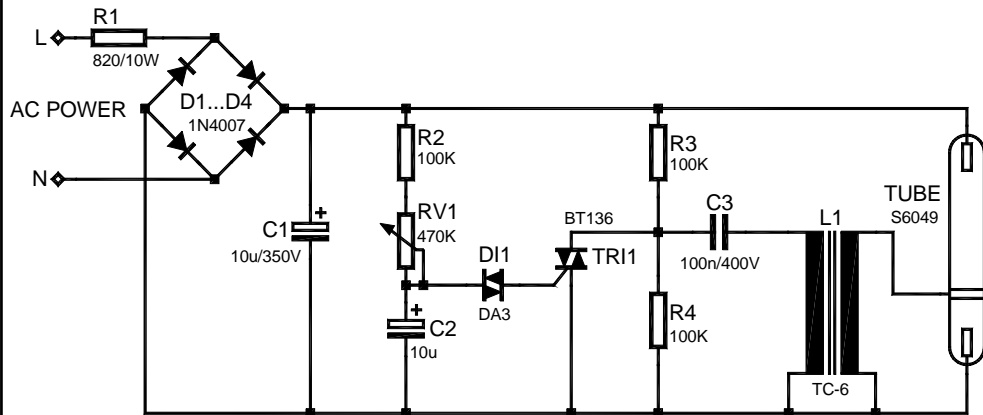 R1
L
820/10W
AC POWER
D1...D4
1N4007
N
R2
100K
R3
100K
C1
+
10u/350V
RV1
470K
DI1
DA3
BT136
TRI1
C3
100n/400V
L1
TUBE
S6049
+
C2
10u
R4
100K
TC-6